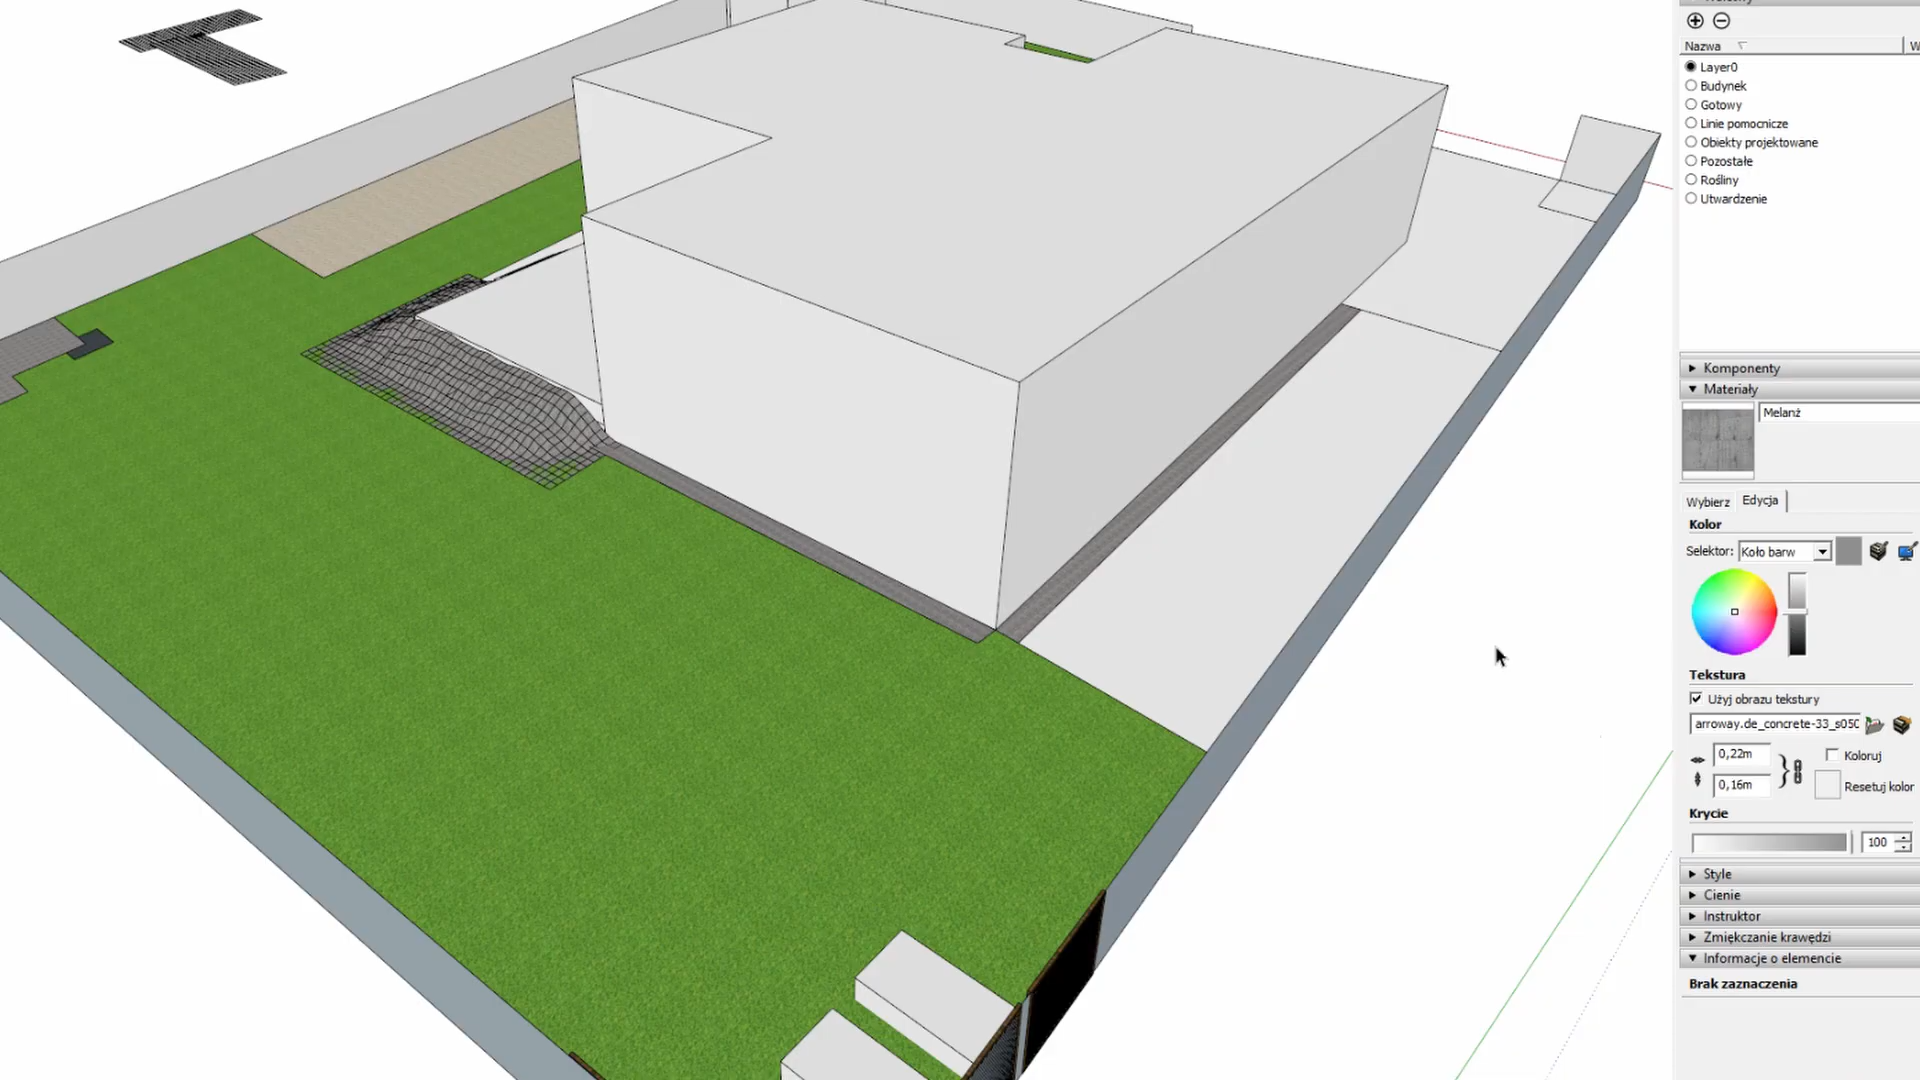 Nazwa W
Layer0
Budynek
Gotowy
Linie pomocnicze
Obiekty projektowane
Pozostałe
Rośliny
Utwardzenie
Komponenty
Materiały
Melanż
Wybierz Edycja
Kolor
Selektor: Koło barw
Tekstura
Użyj obrazu tekstury
arroway.de_concrete-33_s050
0,22m Koloruj
0,16m Resetuj kolor
Krycie
100
Style
Cienie
Instruktor
Zmiękczanie krawędzi
Informacje o elemencie
Brak zaznaczenia